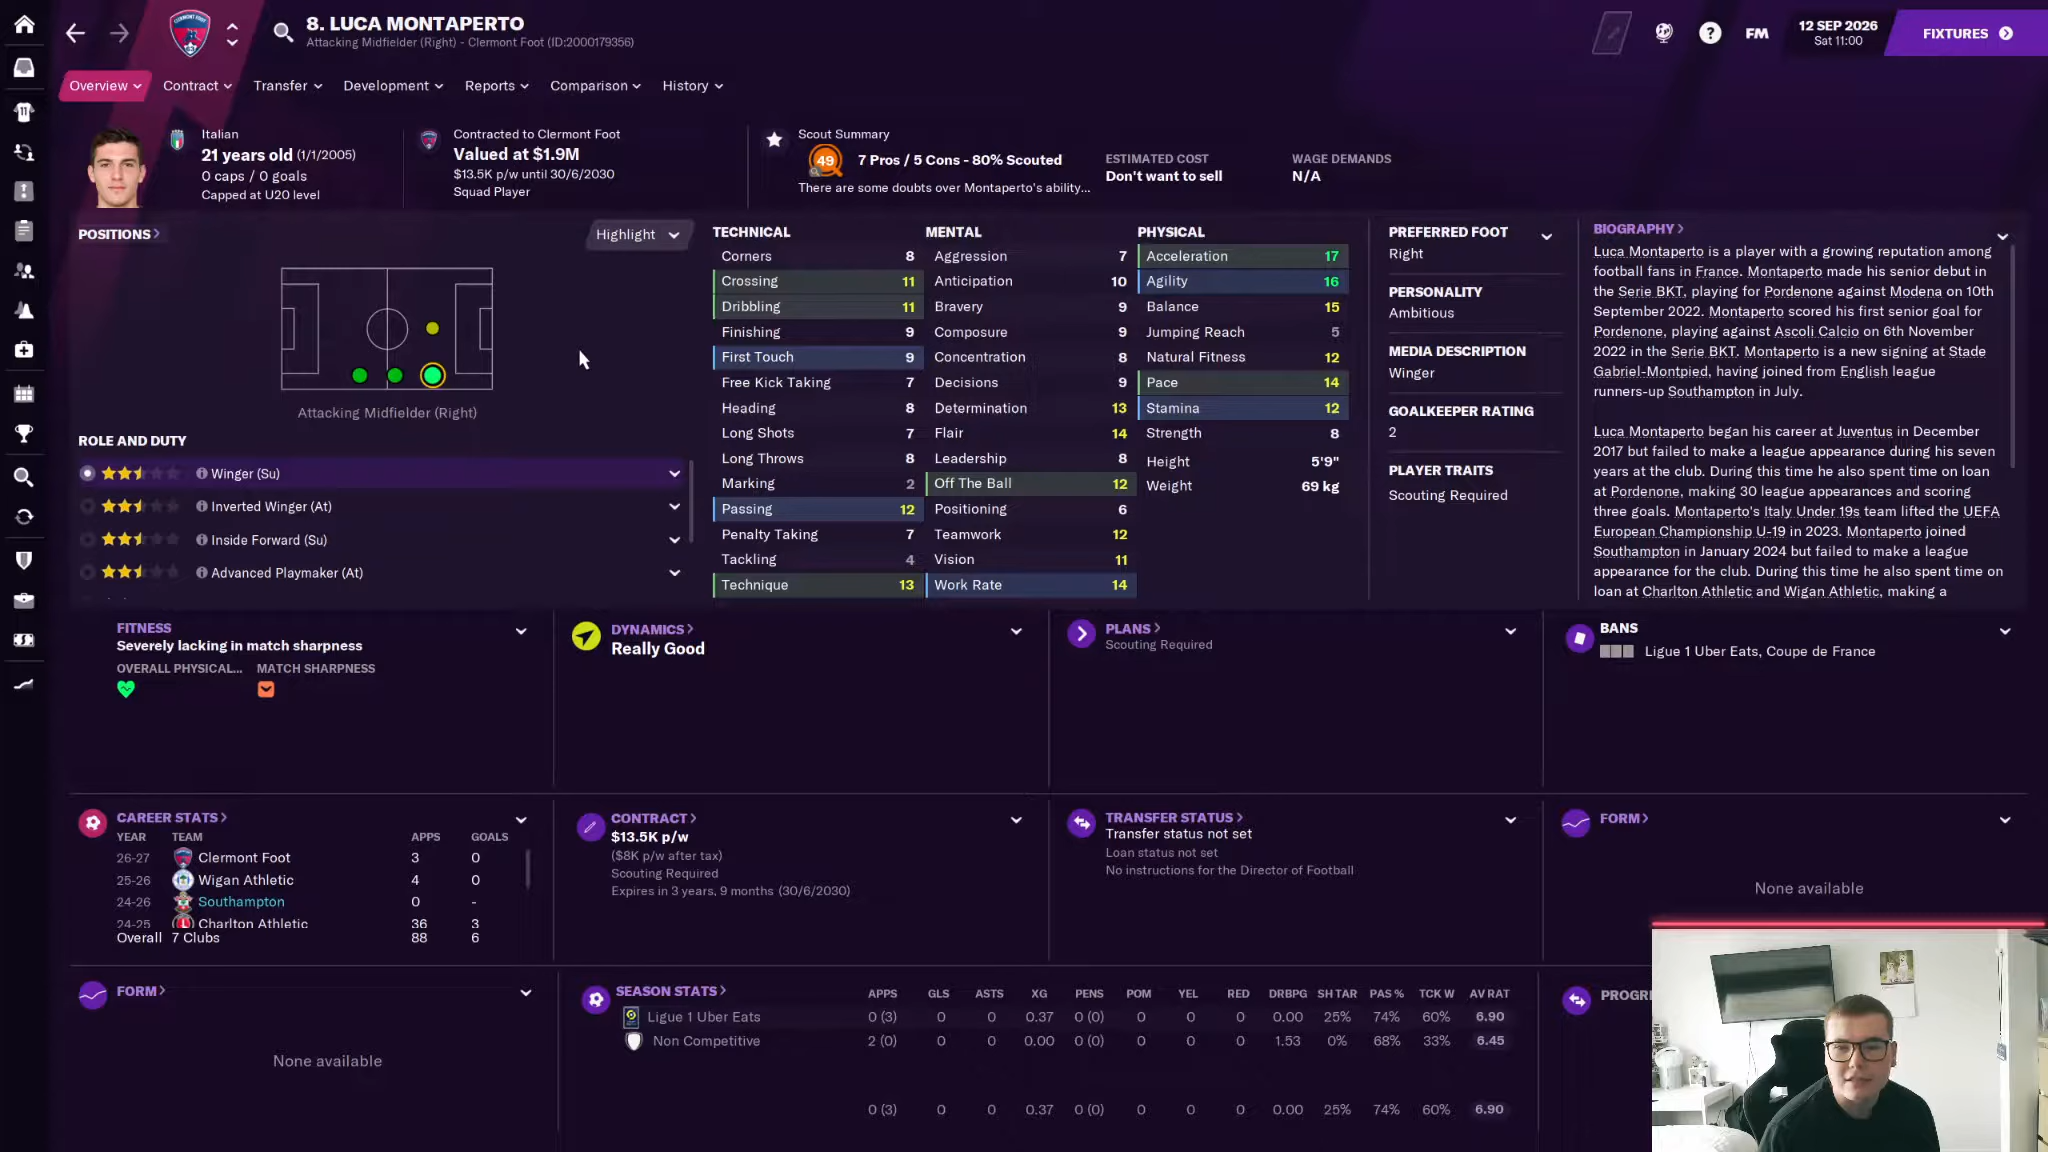 8. LUCA MONTAPERTO
Attacking Midfielder (Right) - Clermont Foot (ID:2000179356)
FM
12 SEP 2026
Sat 11:00
FIXTURES
Overview
Contract
Transfer
Development
Reports
Comparison
History
Italian
21 years old (1/1/2005)
0 caps / 0 goals
Capped at U20 level
Contracted to Clermont Foot
Valued at $1.9M
$13.5K p/w until 30/6/2030
Squad Player
Scout Summary
49
7 Pros / 5 Cons - 80% Scouted
There are some doubts over Montaperto's ability...
ESTIMATED COST
Don't want to sell
WAGE DEMANDS
N/A
POSITIONS
Highlight
Attacking Midfielder (Right)
ROLE AND DUTY
Winger (Su)
Inverted Winger (At)
Inside Forward (Su)
Advanced Playmaker (At)
TECHNICAL
Corners 8
Crossing 11
Dribbling 11
Finishing 9
First Touch 9
Free Kick Taking 7
Heading 8
Long Shots 7
Long Throws 8
Marking 2
Passing 12
Penalty Taking 7
Tackling 4
Technique 13
MENTAL
Aggression 7
Anticipation 10
Bravery 9
Composure 9
Concentration 8
Decisions 9
Determination 13
Flair 14
Leadership 8
Off The Ball 12
Positioning 6
Teamwork 12
Vision 11
Work Rate 14
PHYSICAL
Acceleration 17
Agility 16
Balance 15
Jumping Reach 5
Natural Fitness 12
Pace 14
Stamina 12
Strength 8
Height 5'9"
Weight 69 kg
PREFERRED FOOT
Right
PERSONALITY
Ambitious
MEDIA DESCRIPTION
Winger
GOALKEEPER RATING
2
PLAYER TRAITS
Scouting Required
BIOGRAPHY
Luca Montaperto is a player with a growing reputation among
football fans in France. Montaperto made his senior debut in
the Serie BKT, playing for Pordenone against Modena on 10th
September 2022. Montaperto scored his first senior goal for
Pordenone, playing against Ascoli Calcio on 6th November
2022 in the Serie BKT. Montaperto is a new signing at Stade
Gabriel-Montpied, having joined from English league
runners-up Southampton in July.
Luca Montaperto began his career at Juventus in December
2017 but failed to make a league appearance during his seven
years at the club. During this time he also spent time on loan
at Pordenone, making 30 league appearances and scoring
three goals. Montaperto's Italy Under 19s team lifted the UEFA
European Championship U-19 in 2023. Montaperto joined
Southampton in January 2024 but failed to make a league
appearance for the club. During this time he also spent time on
loan at Charlton Athletic and Wigan Athletic, making a
FITNESS
Severely lacking in match sharpness
OVERALL PHYSICAL... MATCH SHARPNESS
DYNAMICS
Really Good
PLANS
Scouting Required
BANS
Ligue 1 Uber Eats, Coupe de France
CAREER STATS
YEAR TEAM APPS GOALS
26-27 Clermont Foot 3 0
25-26 Wigan Athletic 4 0
24-26 Southampton 0 -
24-25 Charlton Athletic 36 3
Overall 7 Clubs 88 6
CONTRACT
$13.5K p/w
($8K p/w after tax)
Scouting Required
Expires in 3 years, 9 months (30/6/2030)
TRANSFER STATUS
Transfer status not set
Loan status not set
No instructions for the Director of Football
FORM
None available
FORM
None available
SEASON STATS APPS GLS ASTS XG PENS POM YEL RED DRBPG SH TAR PAS % TCK W AV RAT
Ligue 1 Uber Eats 0 (3) 0 0 0.37 0 (0) 0 0 0 0.00 25% 74% 60% 6.90
Non Competitive 2 (0) 0 0 0.00 0 (0) 0 0 0 1.53 0% 68% 33% 6.45
0 (3) 0 0 0.37 0 (0) 0 0 0 0.00 25% 74% 60% 6.90
PROGR